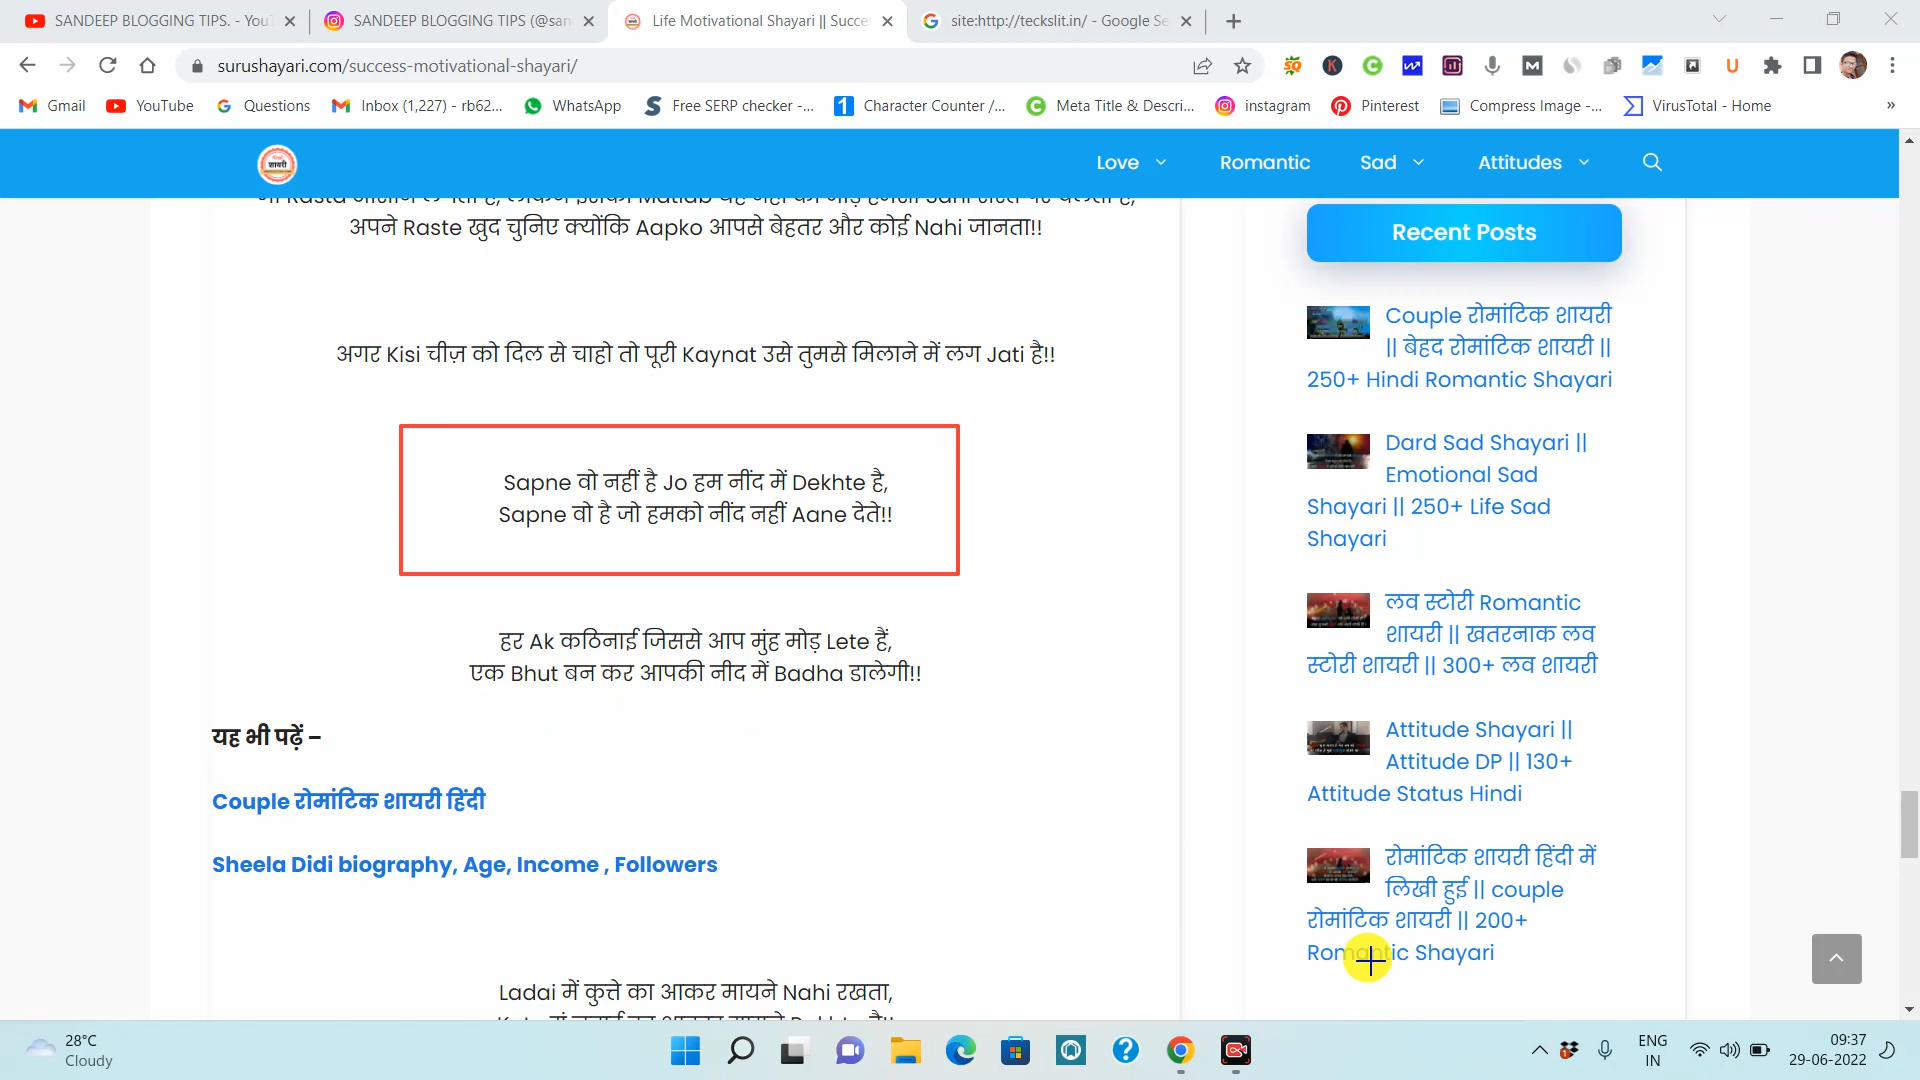 SANDEEP BLOGGING TIPS. - You
SANDEEP BLOGGING TIPS (@san
Life Motivational Shayari || Succe
site:http://teckslit.in/ - Google Se
surushayari.com/success-motivational-shayari/
Gmail
YouTube
Questions
Inbox (1,227) - rb62...
WhatsApp
Free SERP checker -...
Character Counter /...
Meta Title & Descri...
instagram
Pinterest
Compress Image -...
VirusTotal - Home
»
शायरी
Love
Romantic
Sad
Attitudes
अपने Raste खुद चुनिए क्योंकि Aapko आपसे बेहतर और कोई Nahi जानता!!
अगर Kisi चीज़ को दिल से चाहो तो पूरी Kaynat उसे तुमसे मिलाने में लग Jati है!!
Sapne वो नहीं है Jo हम नींद में Dekhte है,
Sapne वो है जो हमको नींद नहीं Aane देते!!
हर Ak कठिनाई जिससे आप मुंह मोड़ Lete हैं,
एक Bhut बन कर आपकी नीद में Badha डालेगी!!
यह भी पढ़ें –
Couple रोमांटिक शायरी हिंदी
Sheela Didi biography, Age, Income , Followers
Ladai में कुत्ते का आकर मायने Nahi रखता,
Recent Posts
Couple रोमांटिक शायरी
|| बेहद रोमांटिक शायरी ||
250+ Hindi Romantic Shayari
Dard Sad Shayari ||
Emotional Sad
Shayari || 250+ Life Sad
Shayari
लव स्टोरी Romantic
शायरी || खतरनाक लव
स्टोरी शायरी || 300+ लव शायरी
Attitude Shayari ||
Attitude DP || 130+
Attitude Status Hindi
रोमांटिक शायरी हिंदी में
लिखी हुई || couple
रोमांटिक शायरी || 200+
Romantic Shayari
28°C
Cloudy
ENG
IN
09:37
29-06-2022